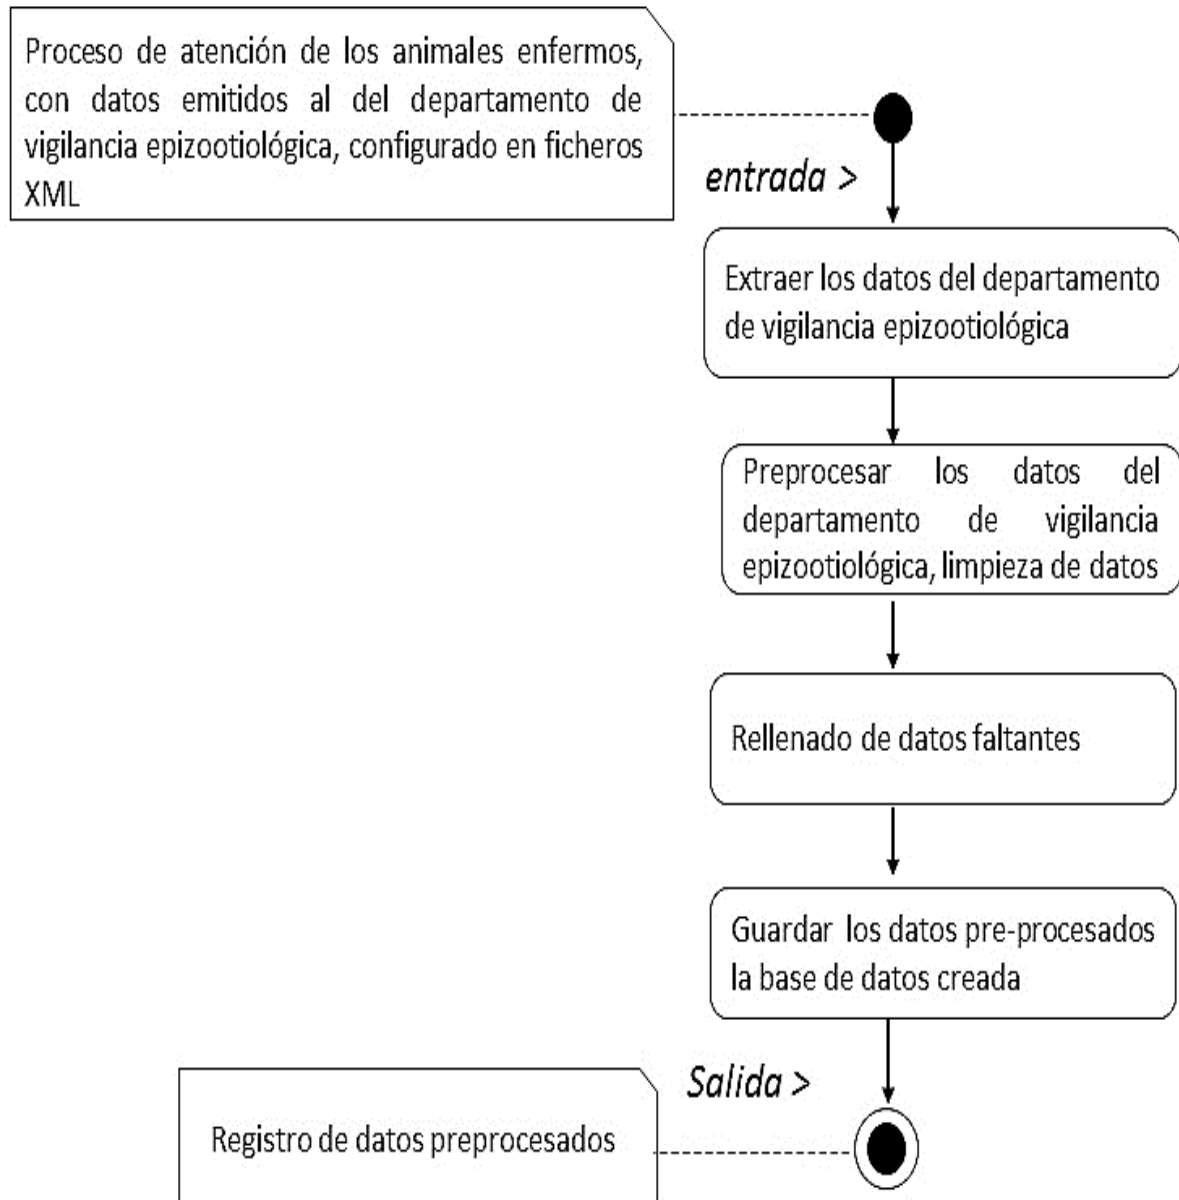 Proceso de atención de los animales enfermos,
con datos emitidos al del departamento de
vigilancia epizootiológica, configurado en ficheros
XML
entrada >
Extraer los datos del departamento
de vigilancia epizootiológica
Preprocesar los datos del
departamento de vigilancia
epizootiológica, limpieza de datos
Rellenado de datos faltantes
Guardar los datos pre-procesados
la base de datos creada
Salida >
Registro de datos preprocesados